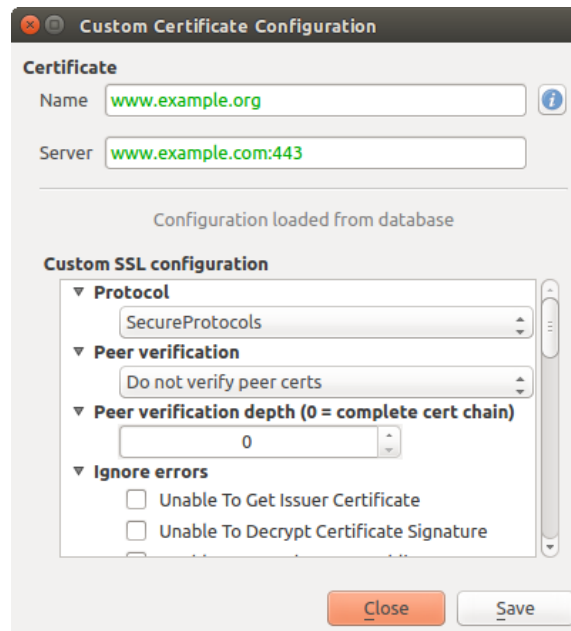 Custom Certificate Configuration
Certificate
Name www.example.org
Server www.example.com:443
Configuration loaded from database
Custom SSL configuration
Protocol
SecureProtocols
Peer verification
Do not verify peer certs
Peer verification depth (0 = complete cert chain)
0
Ignore errors
Unable To Get Issuer Certificate
Unable To Decrypt Certificate Signature
Close Save